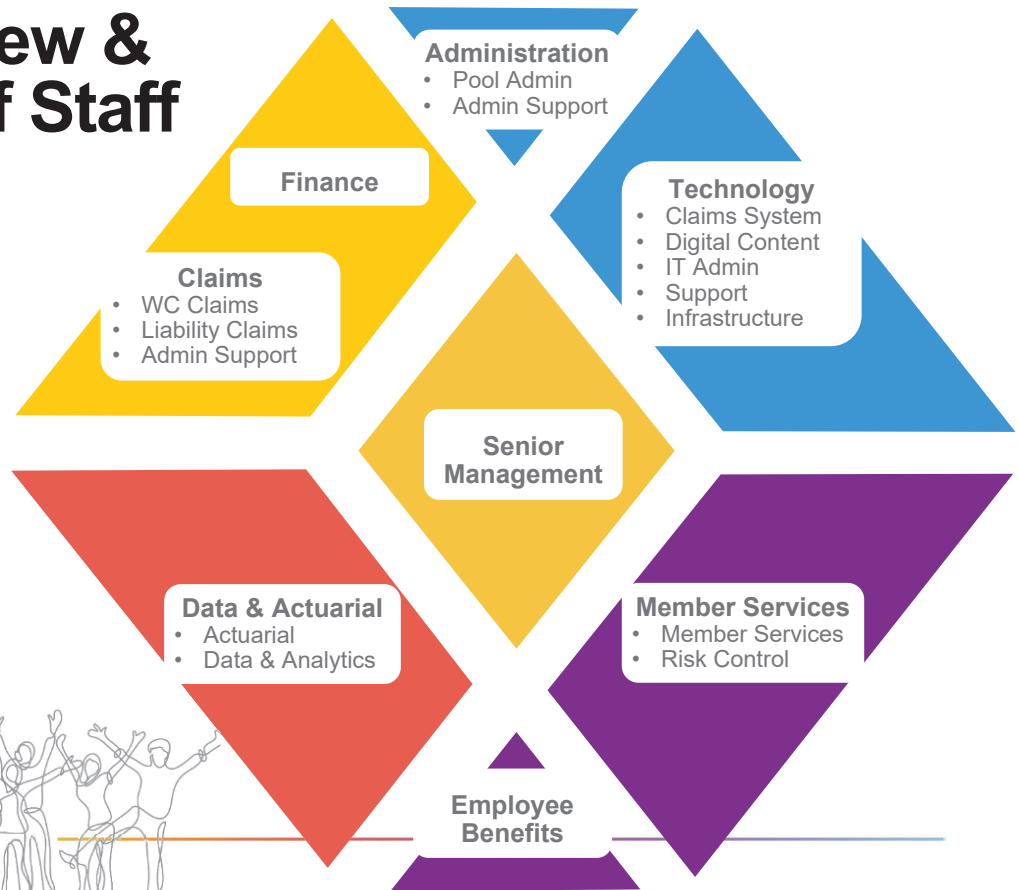 ew &
f Staff
Administration
• Pool Admin
• Admin Support
Finance
Technology
• Claims System
• Digital Content
• IT Admin
• Support
• Infrastructure
Claims
• WC Claims
• Liability Claims
• Admin Support
Senior
Management
Data & Actuarial
• Actuarial
• Data & Analytics
Member Services
• Member Services
• Risk Control
Employee
Benefits